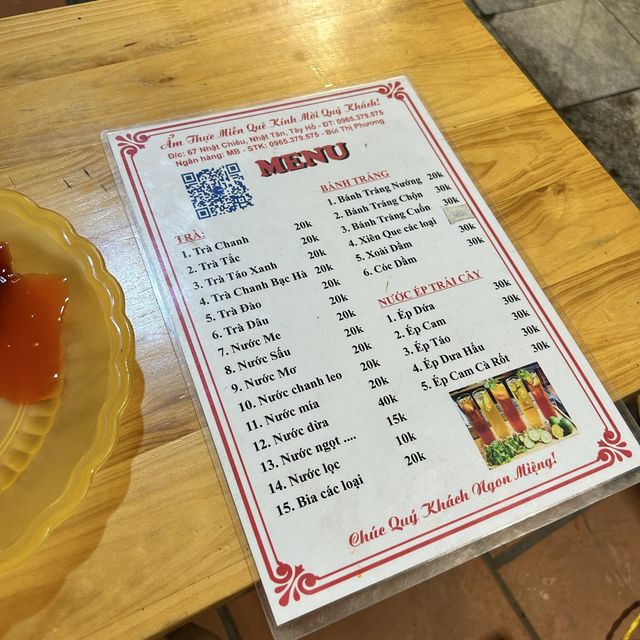 Ẩm Thực Miền Quê Kính Mời Quý Khách!
Đ/c: 67 Nhật Chiêu, Nhật Tân, Tây Hồ - ĐT: 0965.379.575
Ngân hàng: MB - STK: 0965.379.575 - Bùi Thị Phương
MENU
TRÀ:
1. Trà Chanh 20k
2. Trà Tắc 20k
3. Trà Táo Xanh 20k
4. Trà Chanh Bạc Hà 20k
5. Trà Đào 20k
6. Trà Dâu 20k
7. Nước Me 20k
8. Nước Sấu 20k
9. Nước Mơ 20k
10. Nước chanh leo 20k
11. Nước mía 20k
12. Nước dừa 40k
13. Nước ngọt .... 15k
14. Nước lọc 10k
15. Bia các loại 20k
BÁNH TRÁNG
1. Bánh Tráng Nướng 20k
2. Bánh Tráng Chộn 30k
3. Bánh Tráng Cuốn 30k
4. Xiên Que các loại 30k
5. Xoài Dầm 30k
6. Cóc Dầm 30k
NƯỚC ÉP TRÁI CÂY
1. Ép Dứa 30k
2. Ép Cam 30k
3. Ép Táo 30k
4. Ép Dưa Hấu 30k
5. Ép Cam Cà Rốt 30k
Chúc Quý Khách Ngon Miệng!